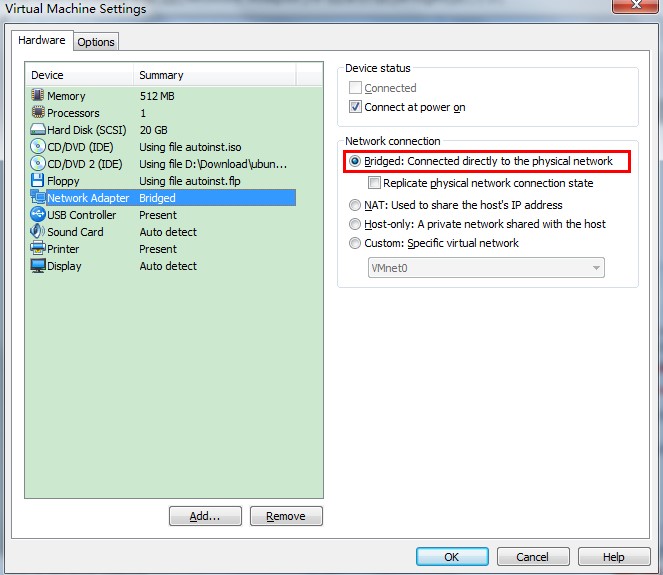 Virtual Machine Settings
Hardware
Options
Device Summary
Memory 512 MB
Processors 1
Hard Disk (SCSI) 20 GB
CD/DVD (IDE) Using file autoinst.iso
CD/DVD 2 (IDE) Using file D:\Download\ubun...
Floppy Using file autoinst.flp
Network Adapter Bridged
USB Controller Present
Sound Card Auto detect
Printer Present
Display Auto detect
Add...
Remove
Device status
Connected
Connect at power on
Network connection
Bridged: Connected directly to the physical network
Replicate physical network connection state
NAT: Used to share the host's IP address
Host-only: A private network shared with the host
Custom: Specific virtual network
VMnet0
OK
Cancel
Help